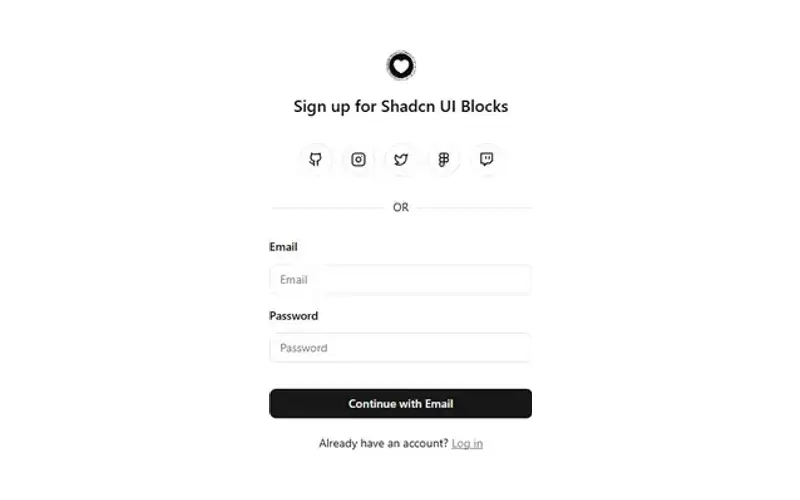 Sign up for Shadcn UI Blocks
OR
Email
Email
Password
Password
Continue with Email
Already have an account? Log in